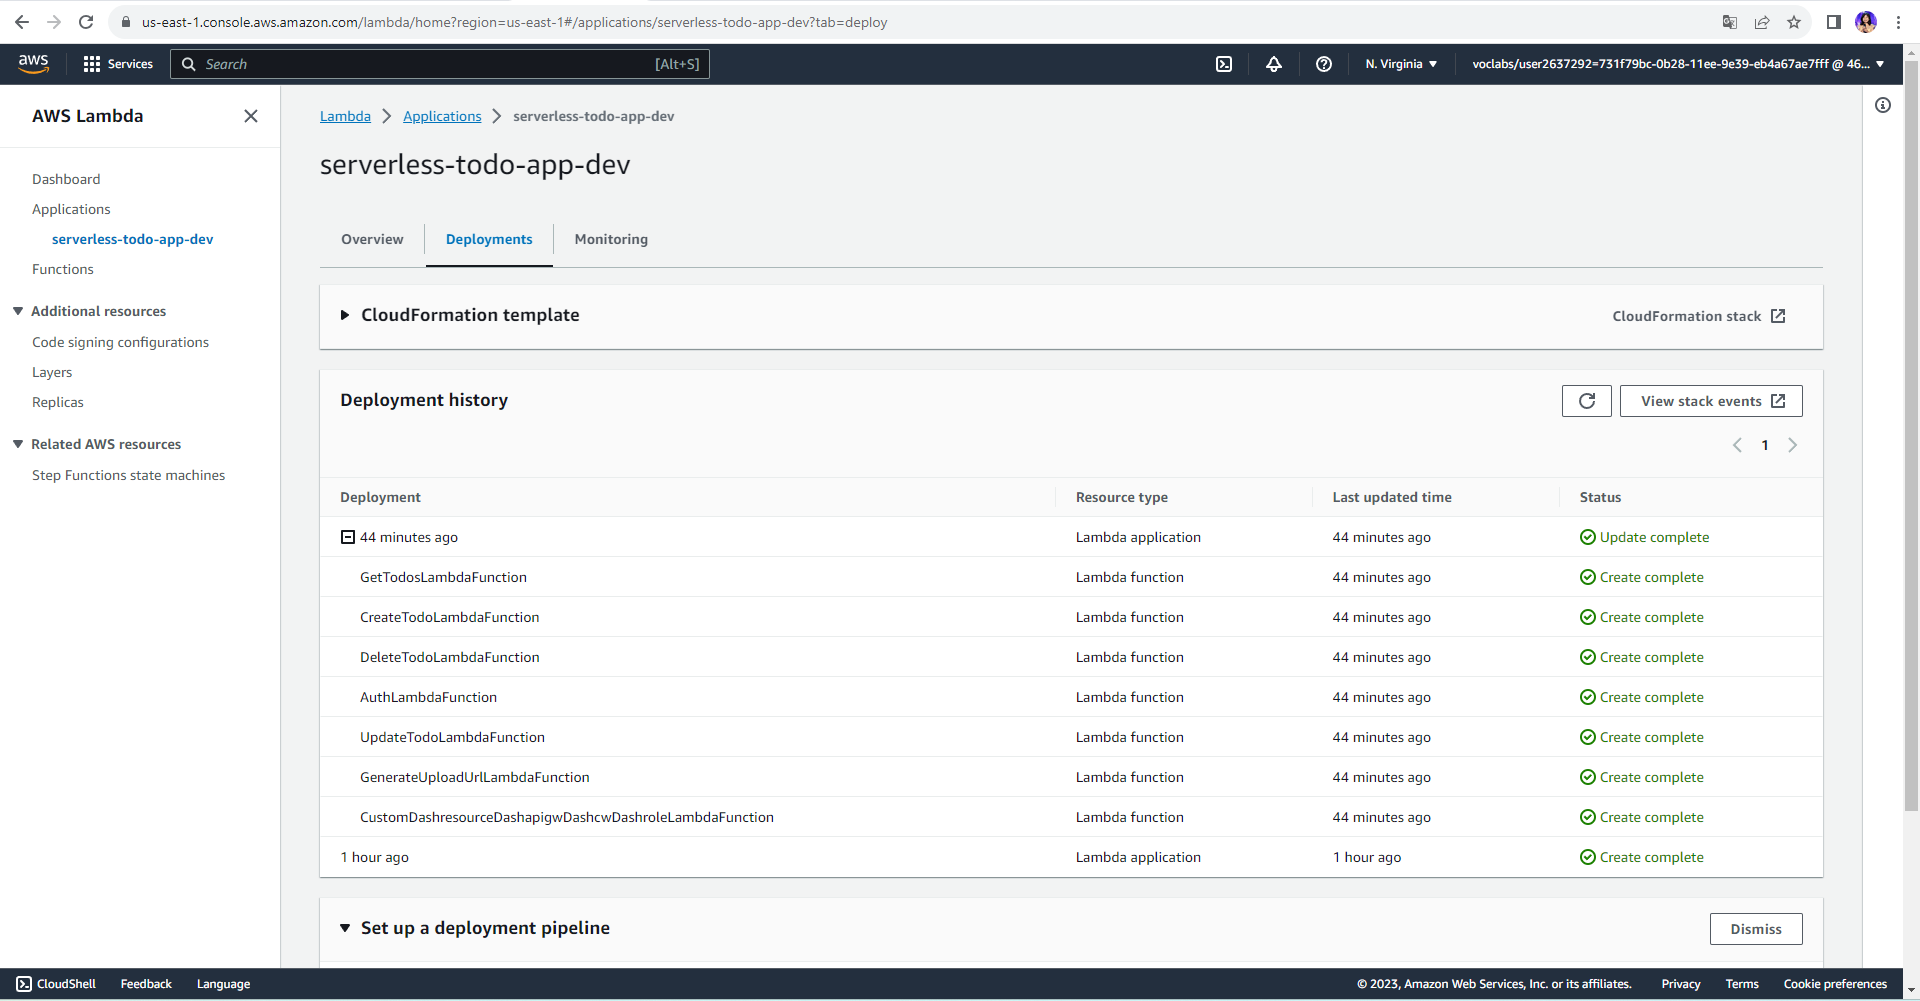 us-east-1.console.aws.amazon.com/lambda/home?region=us-east-1#/applications/serverless-todo-app-dev?tab=deploy
aws
Services
Search
[Alt+S]
N. Virginia
voclabs/user2637292=731f79bc-0b28-11ee-9e39-eb4a67ae7fff @ 46...
AWS Lambda
Dashboard
Applications
serverless-todo-app-dev
Functions
Additional resources
Code signing configurations
Layers
Replicas
Related AWS resources
Step Functions state machines
Lambda > Applications > serverless-todo-app-dev
serverless-todo-app-dev
Overview Deployments Monitoring
CloudFormation template
CloudFormation stack
Deployment history
View stack events
1
Deployment Resource type Last updated time Status
44 minutes ago Lambda application 44 minutes ago Update complete
GetTodosLambdaFunction Lambda function 44 minutes ago Create complete
CreateTodoLambdaFunction Lambda function 44 minutes ago Create complete
DeleteTodoLambdaFunction Lambda function 44 minutes ago Create complete
AuthLambdaFunction Lambda function 44 minutes ago Create complete
UpdateTodoLambdaFunction Lambda function 44 minutes ago Create complete
GenerateUploadUrlLambdaFunction Lambda function 44 minutes ago Create complete
CustomDashresourceDashapigwDashcwDashroleLambdaFunction Lambda function 44 minutes ago Create complete
1 hour ago Lambda application 1 hour ago Create complete
Set up a deployment pipeline
Dismiss
CloudShell Feedback Language
© 2023, Amazon Web Services, Inc. or its affiliates. Privacy Terms Cookie preferences